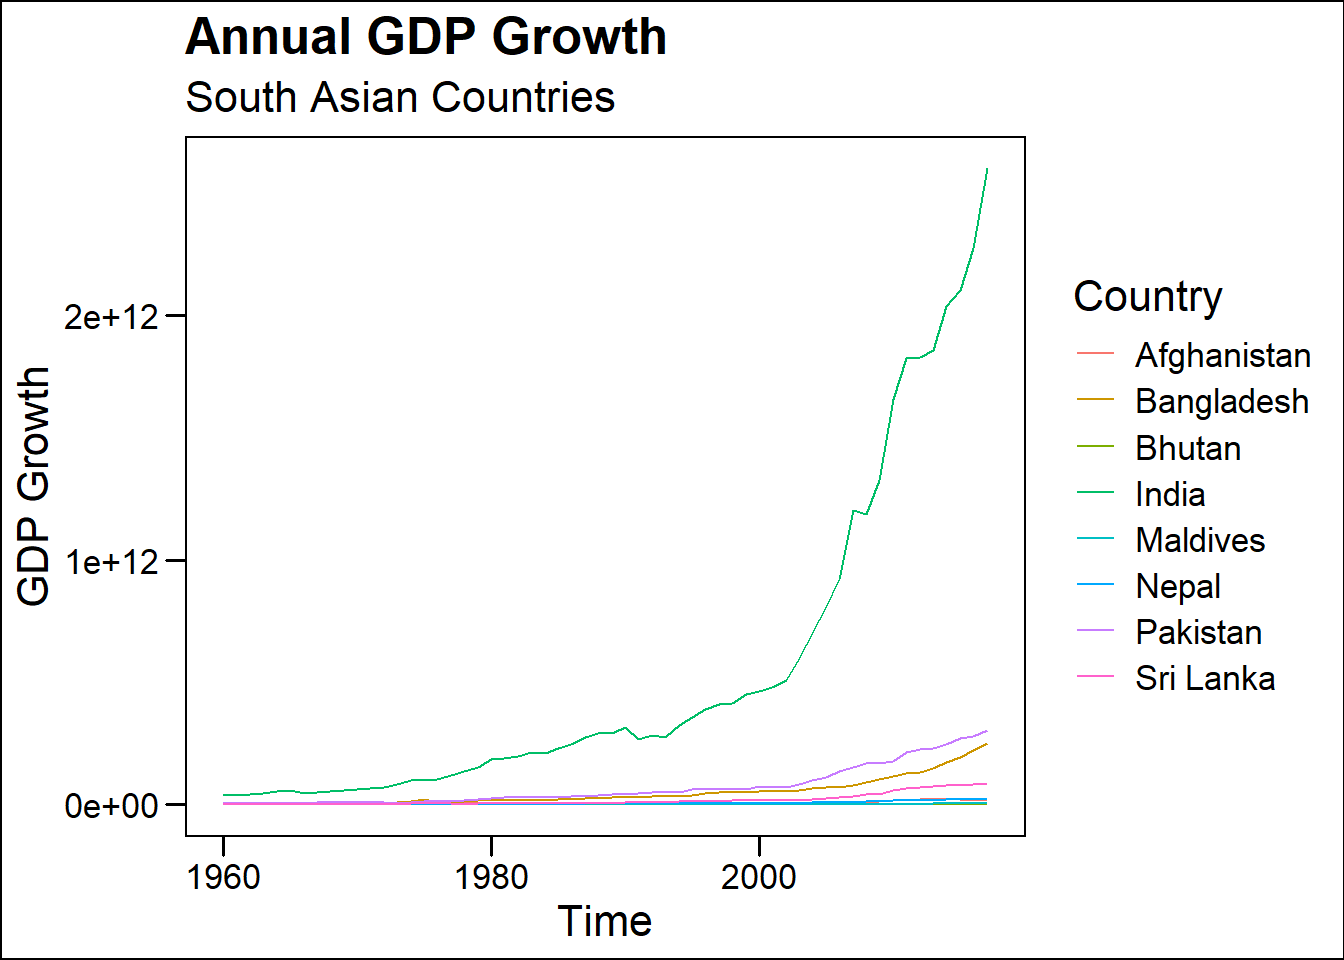 Annual GDP Growth
South Asian Countries
GDP Growth
2e+12
1e+12
0e+00
1960 1980 2000
Time
Country
Afghanistan
Bangladesh
Bhutan
India
Maldives
Nepal
Pakistan
Sri Lanka